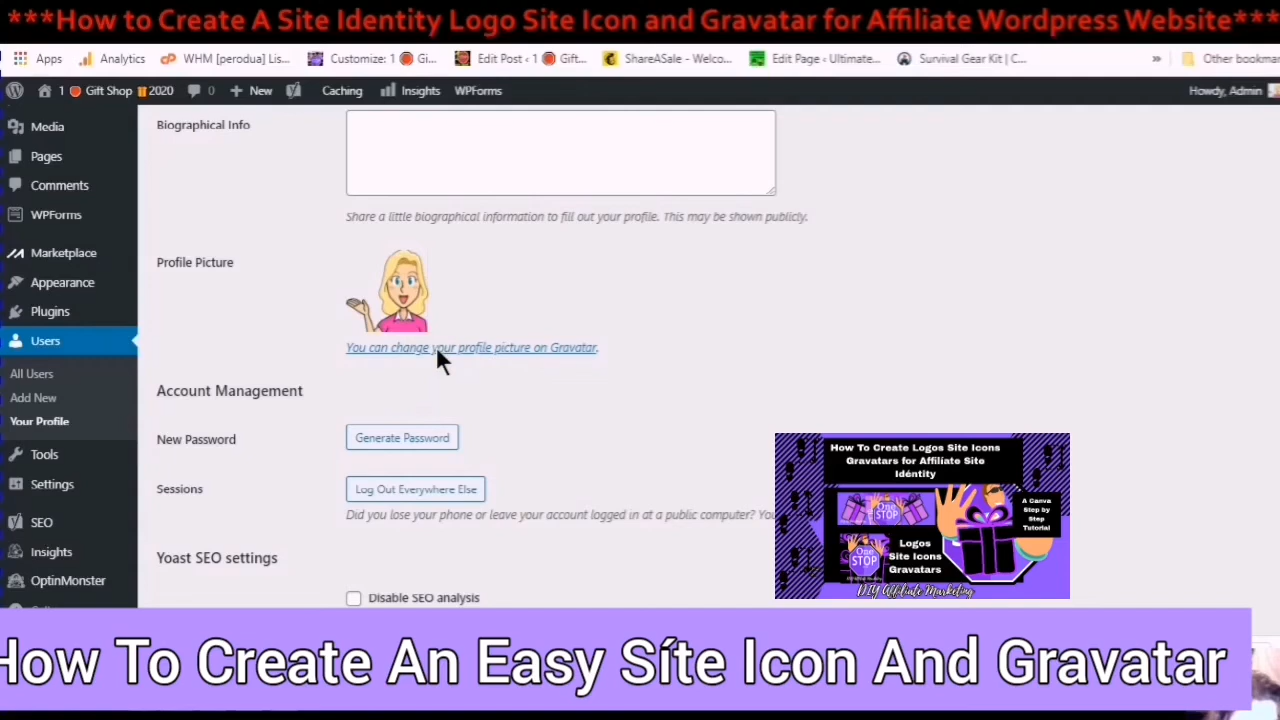 ***How to Create A Site Identity Logo Site Icon and Gravatar for Affiliate Wordpress Website***
Apps Analytics WHM [perodua] Lis... Customize: 1 Gi... Edit Post ‹ 1 Gift... ShareASale - Welco... Edit Page ‹ Ultimate... Survival Gear Kit | C... » Other bookmar
1 Gift Shop 2020 0 + New Caching Insights WPForms Howdy, Admin
Media
Pages
Comments
WPForms
Marketplace
Appearance
Plugins
Users
All Users
Add New
Your Profile
Tools
Settings
SEO
Insights
OptinMonster
Biographical Info
Share a little biographical information to fill out your profile. This may be shown publicly.
Profile Picture
You can change your profile picture on Gravatar.
Account Management
New Password Generate Password
Sessions Log Out Everywhere Else
Did you lose your phone or leave your account logged in at a public computer? You
Yoast SEO settings
Disable SEO analysis
How To Create Logos Site Icons
Gravatars for Affiliate Site
Idéntity
A Canva
Step by
Step
Tutorial
One
STOP
One
STOP
Logos
Site Icons
Gravatars
DIY Affiliate Marketing
How To Create An Easy Síte Icon And Gravatar